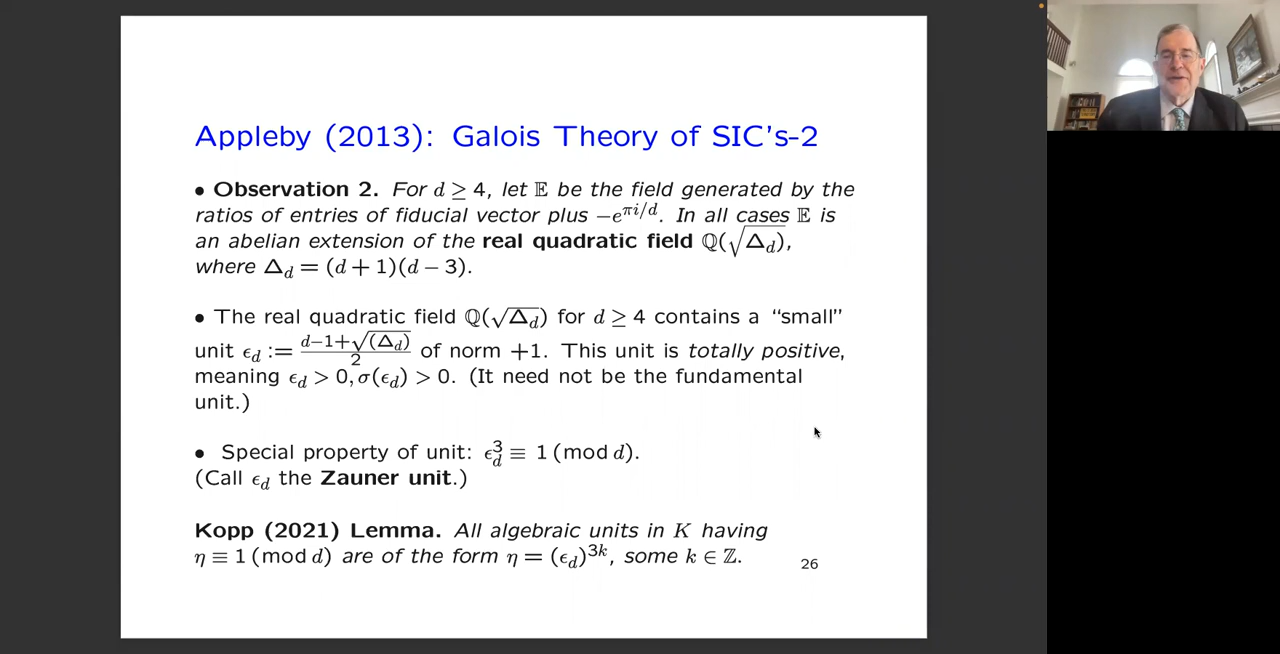 Appleby (2013): Galois Theory of SIC's-2
• Observation 2. For d ≥ 4, let 𝔼 be the field generated by the
ratios of entries of fiducial vector plus −e^{πi/d}. In all cases 𝔼 is
an abelian extension of the real quadratic field ℚ(√Δ_d),
where Δ_d = (d + 1)(d − 3).
• The real quadratic field ℚ(√Δ_d) for d ≥ 4 contains a “small”
unit ϵ_d := \frac{d−1+√(Δ_d)}{2} of norm +1. This unit is totally positive,
meaning ϵ_d > 0, σ(ϵ_d) > 0. (It need not be the fundamental
unit.)
• Special property of unit: ϵ_d^3 ≡ 1 (mod d).
(Call ϵ_d the Zauner unit.)
Kopp (2021) Lemma. All algebraic units in K having
η ≡ 1 (mod d) are of the form η = (ϵ_d)^{3k}, some k ∈ ℤ.
26